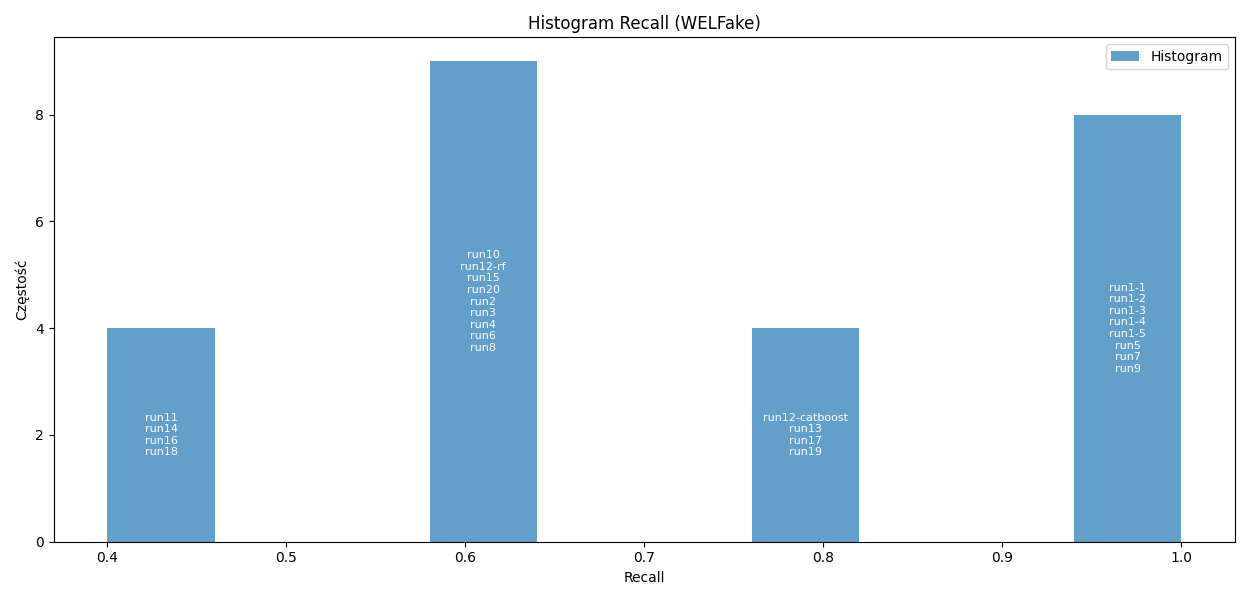 Histogram Recall (WELFake)
Histogram
Częstość
8
6
4
2
0
run11
run14
run16
run18
run10
run12-rf
run15
run20
run2
run3
run4
run6
run8
run12-catboost
run13
run17
run19
run1-1
run1-2
run1-3
run1-4
run1-5
run5
run7
run9
0.4 0.5 0.6 0.7 0.8 0.9 1.0
Recall